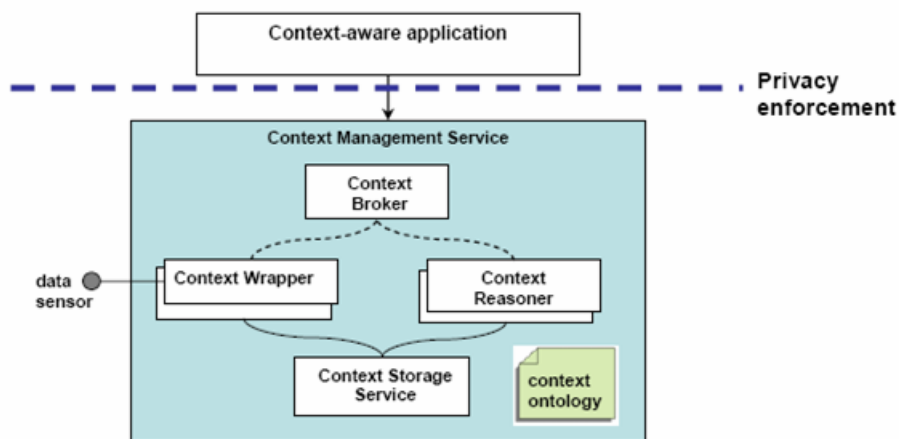 Context-aware application
Privacy
enforcement
Context Management Service
Context
Broker
data
sensor
Context Wrapper
Context
Reasoner
Context Storage
Service
context
ontology